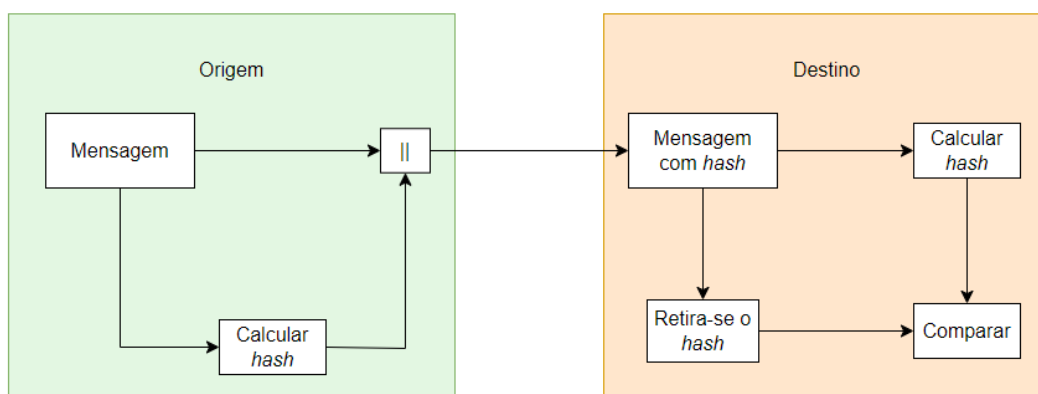 Origem
Mensagem
||
Calcular
hash
Destino
Mensagem
com hash
Calcular
hash
Retira-se o
hash
Comparar